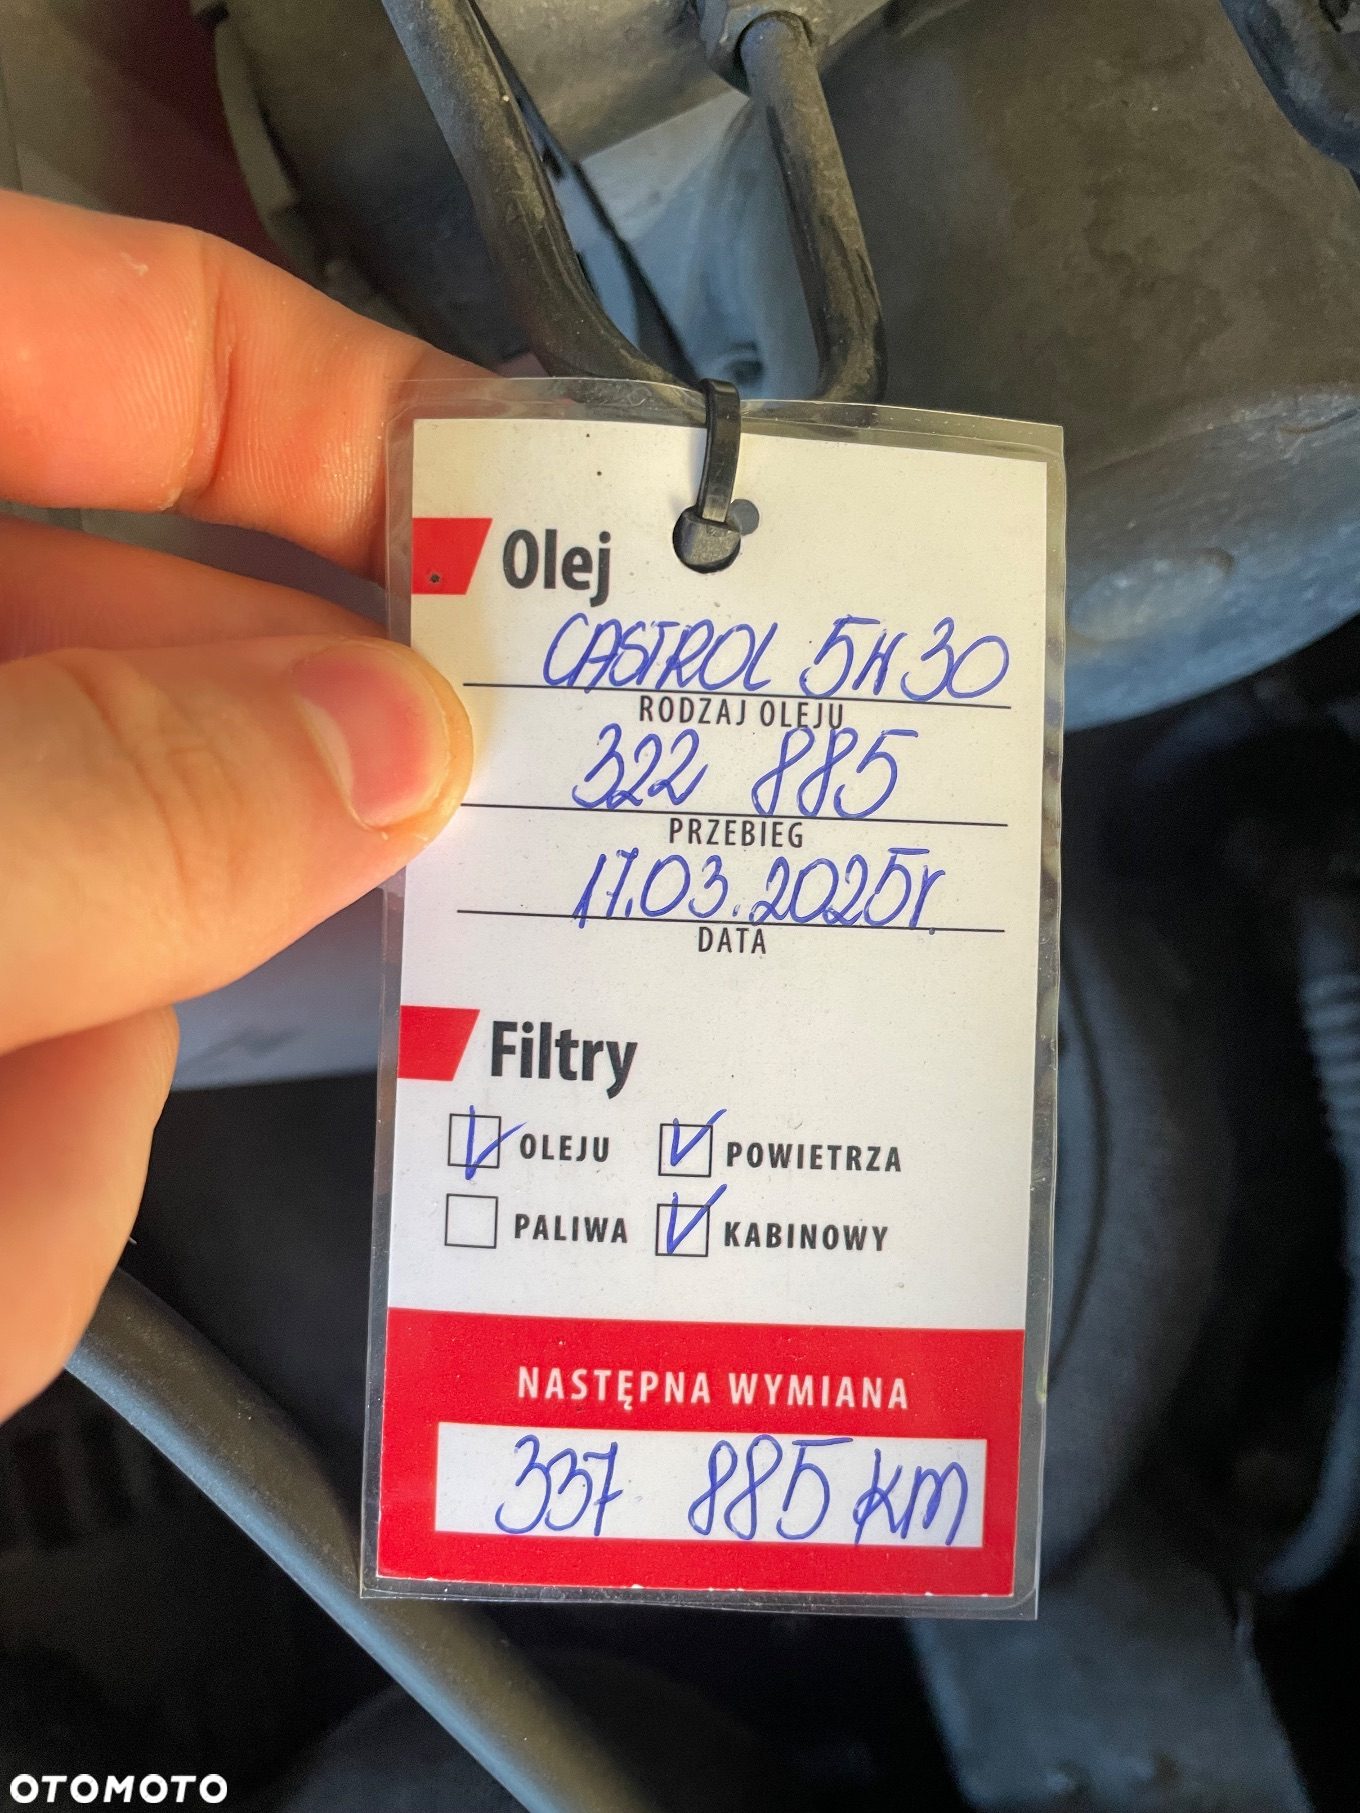 Olej
CASTROL 5W30
RODZAJ OLEJU
322 885
PRZEBIEG
17.03.2025r.
DATA
Filtry
OLEJU POWIETRZA
PALIWA KABINOWY
NASTĘPNA WYMIANA
337 885 km
OTOMOTO